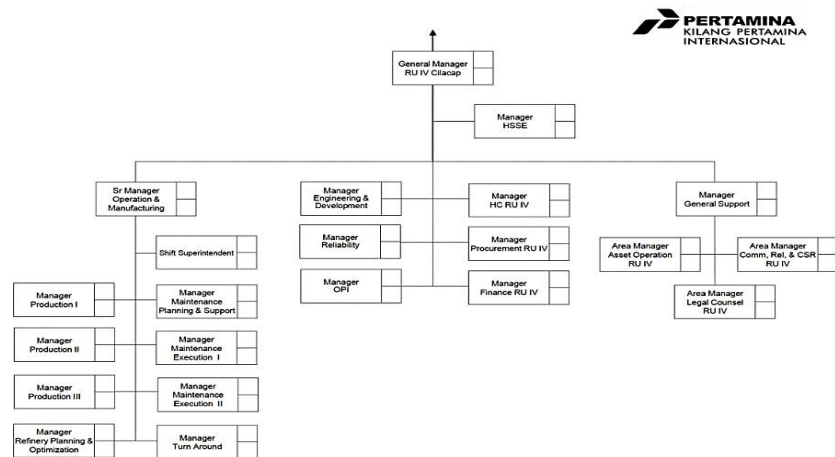 PERTAMINA
KILANG PERTAMINA
INTERNASIONAL
General Manager
RU IV Cilacap
Manager
HSSE
Sr Manager
Operation &
Manufacturing
Manager
Engineering &
Development
Manager
HC RU IV
Manager
General Support
Shift Superintendent
Manager
Reliability
Manager
Procurement RU IV
Area Manager
Asset Operation
RU IV
Area Manager
Comm, Rel, & CSR
RU IV
Manager
Production I
Manager
Maintenance
Planning & Support
Manager
OPI
Manager
Finance RU IV
Area Manager
Legal Counsel
RU IV
Manager
Production II
Manager
Maintenance
Execution I
Manager
Production III
Manager
Maintenance
Execution II
Manager
Refinery Planning &
Optimization
Manager
Turn Around